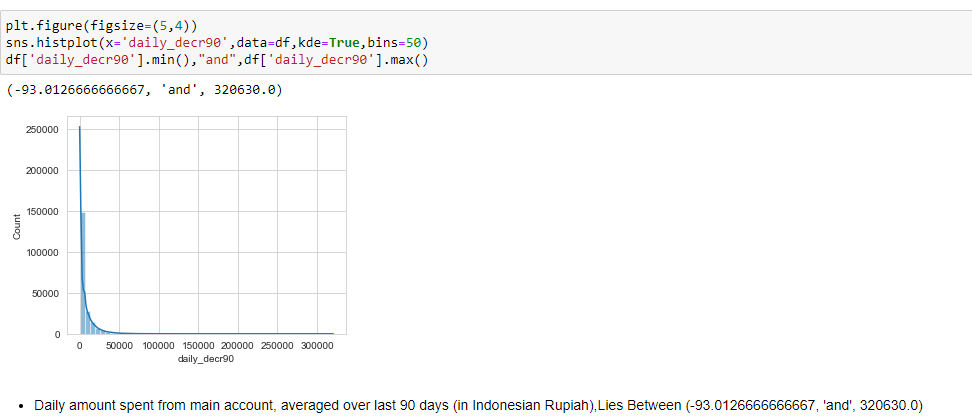 plt.figure(figsize=(5,4))
sns.histplot(x='daily_decr90',data=df,kde=True,bins=50)
df['daily_decr90'].min(),"and",df['daily_decr90'].max()
(-93.0126666666667, 'and', 320630.0)
250000
200000
150000
100000
50000
0
Count
0 50000 100000 150000 200000 250000 300000
daily_decr90
• Daily amount spent from main account, averaged over last 90 days (in Indonesian Rupiah),Lies Between (-93.0126666666667, 'and', 320630.0)